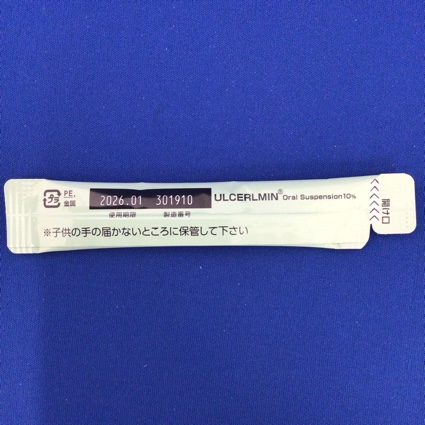 プラ PE, 金属
2026.01 301910 ULCERLMIN® Oral Suspension10%
使用期限 製造番号
※子供の手の届かないところに保管して下さい
開け口